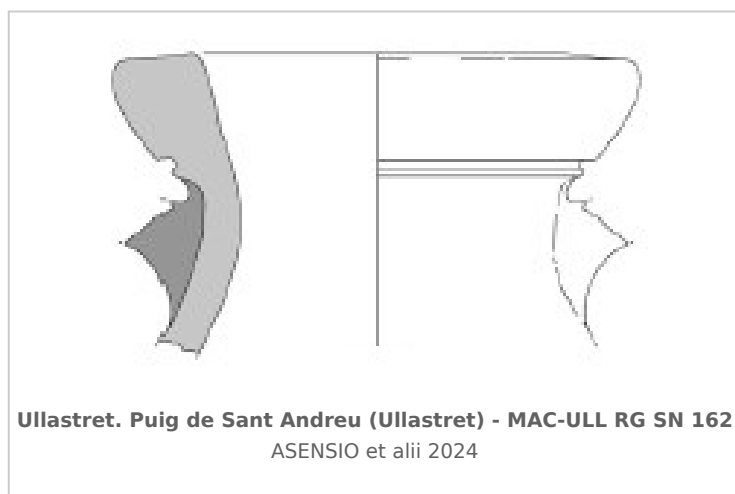 Ullastret. Puig de Sant Andreu (Ullastret) - MAC-ULL RG SN 162
ASENSIO et alii 2024